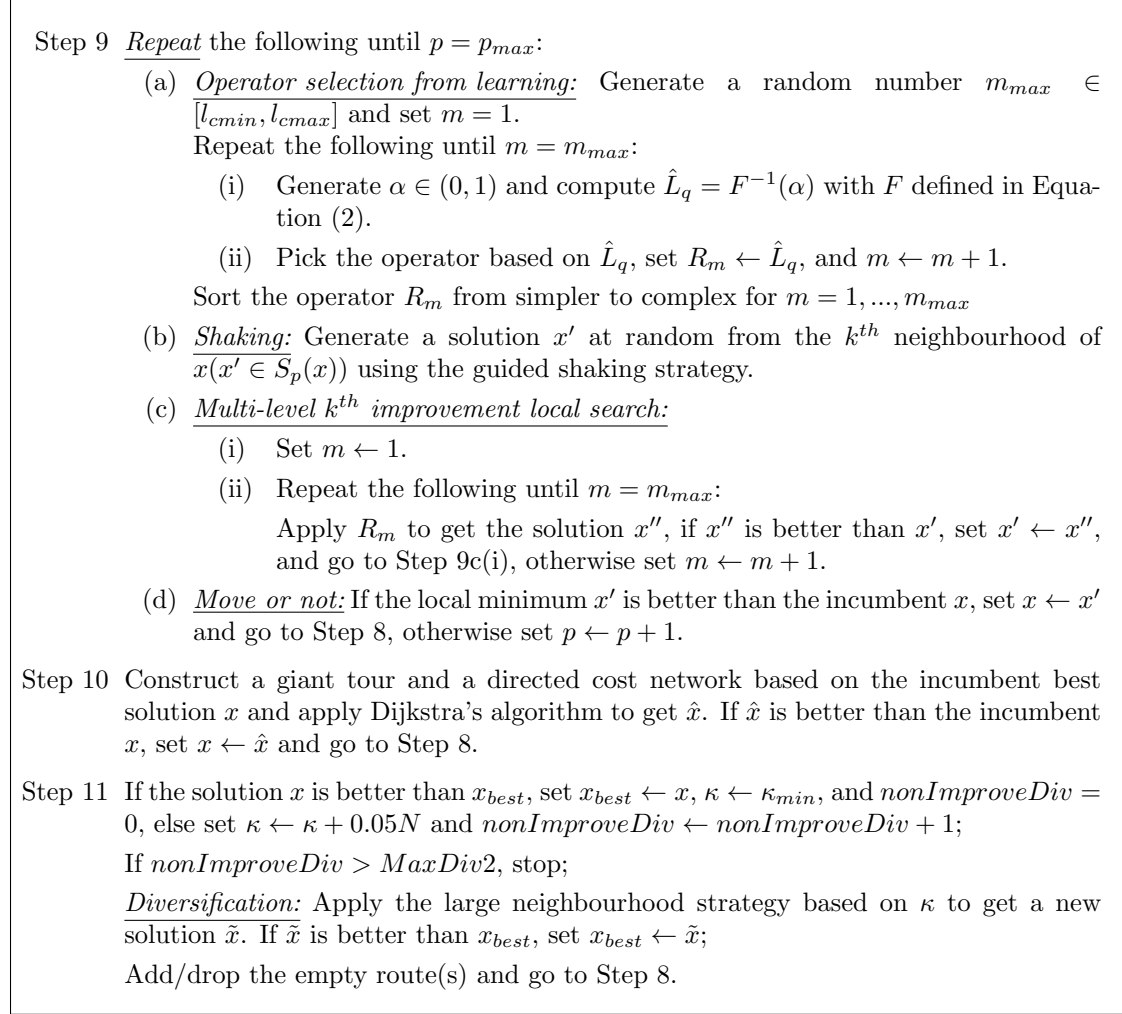 Step 9 Repeat the following until p = p_max:
(a) Operator selection from learning: Generate a random number m_max ∈
[l_cmin, l_cmax] and set m = 1.
Repeat the following until m = m_max:
(i) Generate α ∈ (0, 1) and compute L̂_q = F^{-1}(α) with F defined in Equa-
tion (2).
(ii) Pick the operator based on L̂_q, set R_m ← L̂_q, and m ← m + 1.
Sort the operator R_m from simpler to complex for m = 1, ..., m_max
(b) Shaking: Generate a solution x′ at random from the k^{th} neighbourhood of
x(x′ ∈ S_p(x)) using the guided shaking strategy.
(c) Multi-level k^{th} improvement local search:
(i) Set m ← 1.
(ii) Repeat the following until m = m_max:
Apply R_m to get the solution x″, if x″ is better than x′, set x′ ← x″,
and go to Step 9c(i), otherwise set m ← m + 1.
(d) Move or not: If the local minimum x′ is better than the incumbent x, set x ← x′
and go to Step 8, otherwise set p ← p + 1.
Step 10 Construct a giant tour and a directed cost network based on the incumbent best
solution x and apply Dijkstra's algorithm to get x̂. If x̂ is better than the incumbent
x, set x ← x̂ and go to Step 8.
Step 11 If the solution x is better than x_best, set x_best ← x, κ ← κ_min, and nonImproveDiv =
0, else set κ ← κ + 0.05N and nonImproveDiv ← nonImproveDiv + 1;
If nonImproveDiv > MaxDiv2, stop;
Diversification: Apply the large neighbourhood strategy based on κ to get a new
solution x̃. If x̃ is better than x_best, set x_best ← x̃;
Add/drop the empty route(s) and go to Step 8.